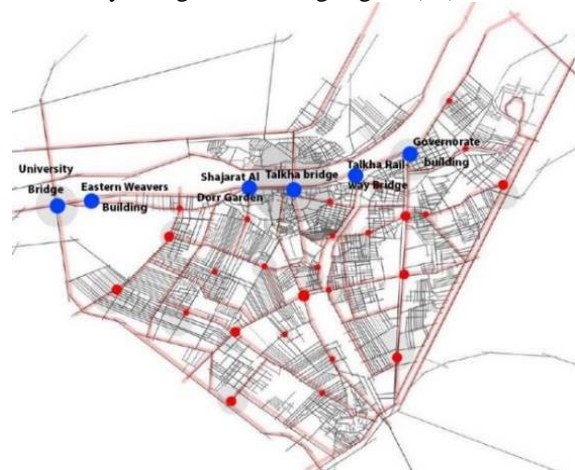 University
Bridge
Eastern Weavers
Building
Shajarat Al
Dorr Garden
Talkha bridge
Talkha Rail-
way Bridge
Governorate
building